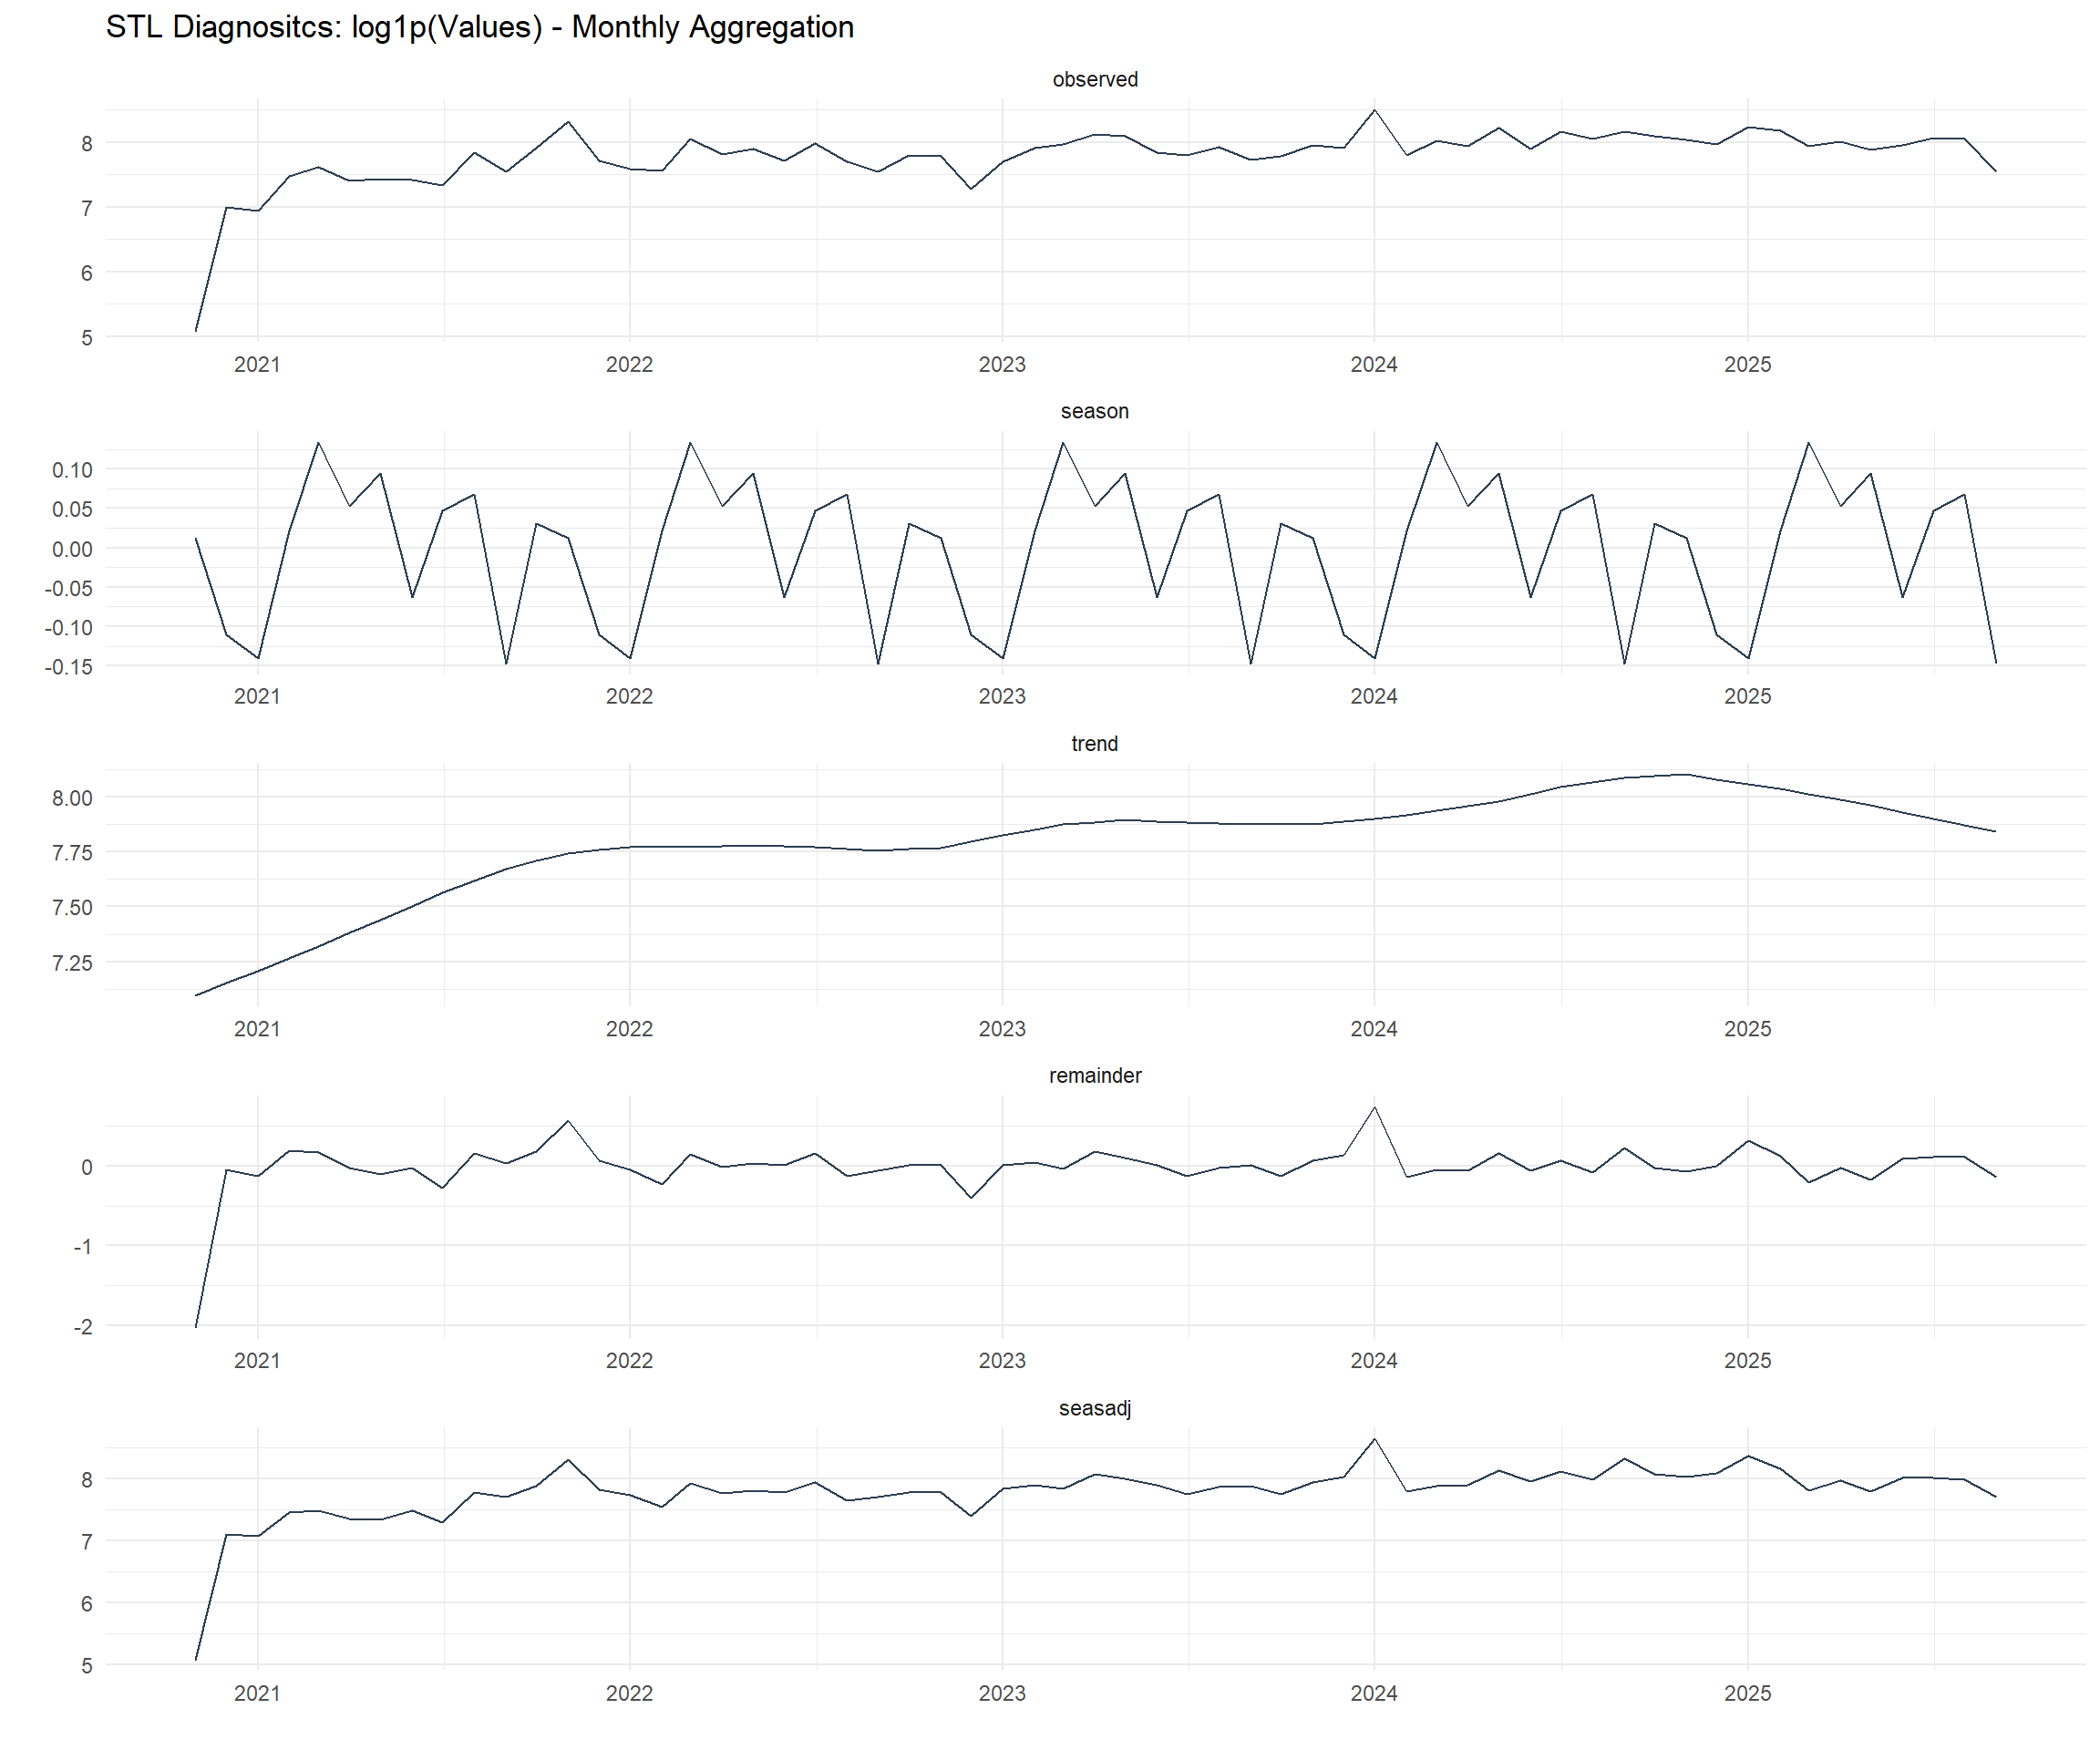 STL Diagnositcs: log1p(Values) - Monthly Aggregation
observed
8
7
6
5
2021 2022 2023 2024 2025
season
0.10
0.05
0.00
-0.05
-0.10
-0.15
2021 2022 2023 2024 2025
trend
8.00
7.75
7.50
7.25
2021 2022 2023 2024 2025
remainder
0
-1
-2
2021 2022 2023 2024 2025
seasadj
8
7
6
5
2021 2022 2023 2024 2025